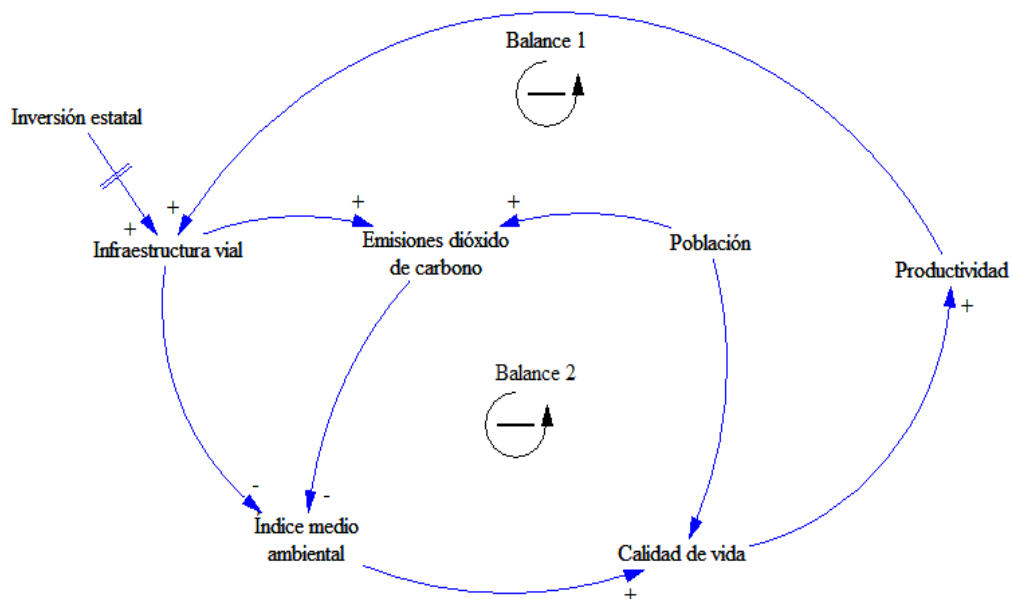 Balance 1
Inversión estatal
+
+
+
+
Infraestructura vial
Emisiones dióxido
de carbono
Población
Productividad
+
Balance 2
-
-
Índice medio
ambiental
Calidad de vida
+